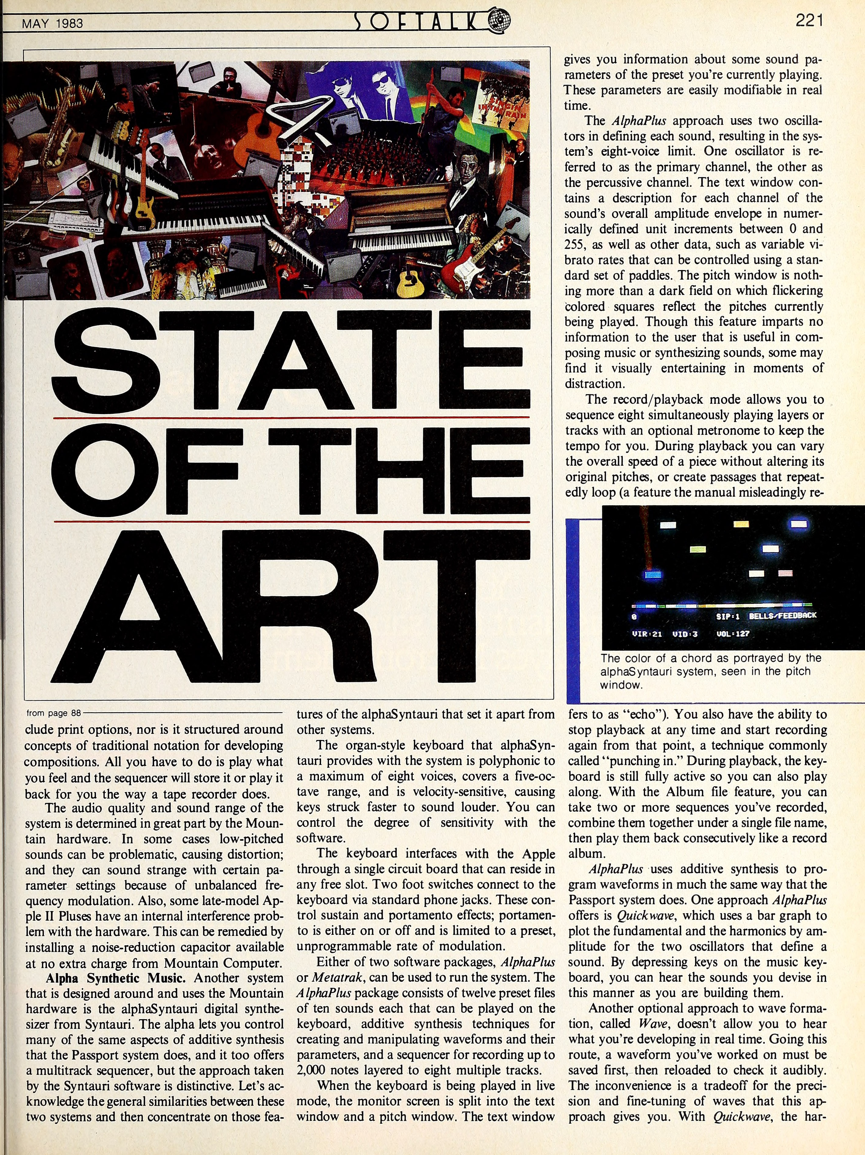 MAY 1983
SOFTALK
221
STATE
OF THE
ART
from page 88
clude print options, nor is it structured around
concepts of traditional notation for developing
compositions. All you have to do is play what
you feel and the sequencer will store it or play it
back for you the way a tape recorder does.
The audio quality and sound range of the
system is determined in great part by the Moun-
tain hardware. In some cases low-pitched
sounds can be problematic, causing distortion;
and they can sound strange with certain pa-
rameter settings because of unbalanced fre-
quency modulation. Also, some late-model Ap-
ple II Pluses have an internal interference prob-
lem with the hardware. This can be remedied by
installing a noise-reduction capacitor available
at no extra charge from Mountain Computer.
Alpha Synthetic Music. Another system
that is designed around and uses the Mountain
hardware is the alphaSyntauri digital synthe-
sizer from Syntauri. The alpha lets you control
many of the same aspects of additive synthesis
that the Passport system does, and it too offers
a multitrack sequencer, but the approach taken
by the Syntauri software is distinctive. Let's ac-
knowledge the general similarities between these
two systems and then concentrate on those fea-
tures of the alphaSyntauri that set it apart from
other systems.
The organ-style keyboard that alphaSyn-
tauri provides with the system is polyphonic to
a maximum of eight voices, covers a five-oc-
tave range, and is velocity-sensitive, causing
keys struck faster to sound louder. You can
control the degree of sensitivity with the
software.
The keyboard interfaces with the Apple
through a single circuit board that can reside in
any free slot. Two foot switches connect to the
keyboard via standard phone jacks. These con-
trol sustain and portamento effects; portamen-
to is either on or off and is limited to a preset,
unprogrammable rate of modulation.
Either of two software packages, AlphaPlus
or Metatrak, can be used to run the system. The
AlphaPlus package consists of twelve preset files
of ten sounds each that can be played on the
keyboard, additive synthesis techniques for
creating and manipulating waveforms and their
parameters, and a sequencer for recording up to
2,000 notes layered to eight multiple tracks.
When the keyboard is being played in live
mode, the monitor screen is split into the text
window and a pitch window. The text window
gives you information about some sound pa-
rameters of the preset you're currently playing.
These parameters are easily modifiable in real
time.
The AlphaPlus approach uses two oscilla-
tors in defining each sound, resulting in the sys-
tem's eight-voice limit. One oscillator is re-
ferred to as the primary channel, the other as
the percussive channel. The text window con-
tains a description for each channel of the
sound's overall amplitude envelope in numer-
ically defined unit increments between 0 and
255, as well as other data, such as variable vi-
brato rates that can be controlled using a stan-
dard set of paddles. The pitch window is noth-
ing more than a dark field on which flickering
colored squares reflect the pitches currently
being played. Though this feature imparts no
information to the user that is useful in com-
posing music or synthesizing sounds, some may
find it visually entertaining in moments of
distraction.
The record/playback mode allows you to
sequence eight simultaneously playing layers or
tracks with an optional metronome to keep the
tempo for you. During playback you can vary
the overall speed of a piece without altering its
original pitches, or create passages that repeat-
edly loop (a feature the manual misleadingly re-
0 SIP:1 BELLS/FEEDBACK
VIR:21 VID:3 VOL:127
The color of a chord as portrayed by the
alphaSyntauri system, seen in the pitch
window.
fers to as "echo"). You also have the ability to
stop playback at any time and start recording
again from that point, a technique commonly
called "punching in." During playback, the key-
board is still fully active so you can also play
along. With the Album file feature, you can
take two or more sequences you've recorded,
combine them together under a single file name,
then play them back consecutively like a record
album.
AlphaPlus uses additive synthesis to pro-
gram waveforms in much the same way that the
Passport system does. One approach AlphaPlus
offers is Quickwave, which uses a bar graph to
plot the fundamental and the harmonics by am-
plitude for the two oscillators that define a
sound. By depressing keys on the music key-
board, you can hear the sounds you devise in
this manner as you are building them.
Another optional approach to wave forma-
tion, called Wave, doesn't allow you to hear
what you're developing in real time. Going this
route, a waveform you've worked on must be
saved first, then reloaded to check it audibly.
The inconvenience is a tradeoff for the preci-
sion and fine-tuning of waves that this ap-
proach gives you. With Quickwave, the har-